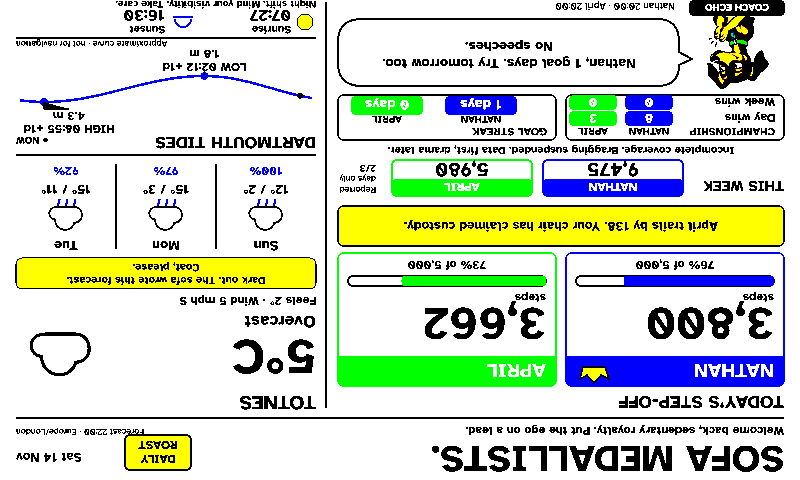 SOFA MEDALLISTS.
Welcome back, sedentary royalty. Put the ego on a lead.
DAILY
ROAST
Sat 14 Nov
Forecast 22:00 · Europe/London
TODAY'S STEP-OFF
NATHAN
3,800
steps
76% of 5,000
APRIL
3,662
steps
73% of 5,000
April trails by 138. Your chair has claimed custody.
THIS WEEK
NATHAN
9,475
APRIL
5,980
Reported
days only
2/3
Incomplete coverage. Bragging suspended. Data first, drama later.
CHAMPIONSHIP
NATHAN
APRIL
Day wins
8
3
Week wins
0
0
GOAL STREAK
NATHAN
1 days
APRIL
0 days
COACH ECHO
Nathan, 1 goal days. Try tomorrow too.
No speeches.
Nathan 20:00 · April 20:00
TOTNES
5°C
Overcast
Feels 2° · Wind 5 mph S
Dark out. The sofa wrote this forecast.
Coat, please.
Sun
12° / 2°
100%
Mon
15° / 3°
97%
Tue
15° / 11°
92%
DARTMOUTH TIDES
• NOW
HIGH 08:55 +1d
4.3 m
LOW 02:12 +1d
1.8 m
Approximate curve · not for navigation
Sunrise
07:27
Sunset
16:30
Night shift. Mind your visibility. Take care.